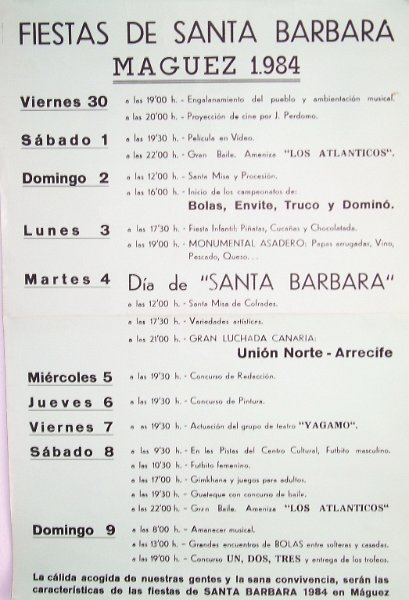 FIESTAS DE SANTA BARBARA
MAGUEZ 1.984
Viernes 30 a las 19'00 h. - Engalanamiento del pueblo y ambientación musical.
a las 20'00 h. - Proyección de cine por J. Perdomo.
Sábado 1 a las 19'30 h. - Película en Vídeo.
a las 22'00 h. - Gran Baile. Ameniza "LOS ATLANTICOS".
Domingo 2 a las 12'00 h. - Santa Misa y Procesión.
a las 16'00 h. - Inicio de los campeonatos de:
Bolas, Envite, Truco y Dominó.
Lunes 3 a las 17'30 h. - Fiesta Infantil: Piñatas, Cucañas y Chocolatada.
a las 19'00 h. - MONUMENTAL ASADERO: Papas arrugadas, Vino,
Pescado, Queso...
Martes 4 Día de "SANTA BARBARA"
a las 12'00 h. - Santa Misa de Cofrades.
a las 17'30 h. - Variedades artísticas.
a las 21'00 h. - GRAN LUCHADA CANARIA:
Unión Norte - Arrecife
Miércoles 5 a las 19'30 h. - Concurso de Redacción.
Jueves 6 a las 19'30 h. - Concurso de Pintura.
Viernes 7 a as 19'30 h. - Actuación del grupo de teatro "YAGAMO".
Sábado 8 a las 9'30 h. - En las Pistas del Centro Cultural, Futbito masculino.
a las 10'30 h. - Futbito femenino.
a las 17'00 h. - Gimkhana y juegos para adultos.
a las 19'30 h. - Guateque con concurso de baile.
a las 22'00 h. - Gran Baile. Ameniza "LOS ATLANTICOS"
Domingo 9 a las 8'00 h. - Amanecer musical.
a las 13'00 h. - Grandes encuentros de BOLAS entre solteras y casadas.
a las 19'00 h. - Concurso UN, DOS, TRES y entrega de los trofeos.
La cálida acogida de nuestras gentes y la sana convivencia, serán las
características de las fiestas de SANTA BARBARA 1984 en Máguez